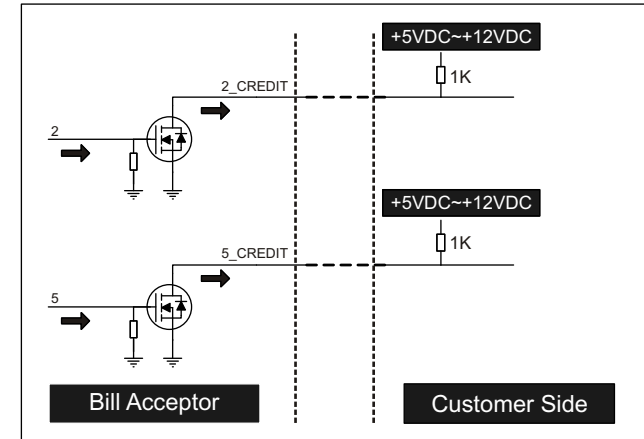 +5VDC~+12VDC
2_CREDIT
1K
2
+5VDC~+12VDC
5_CREDIT
1K
5
Bill Acceptor
Customer Side